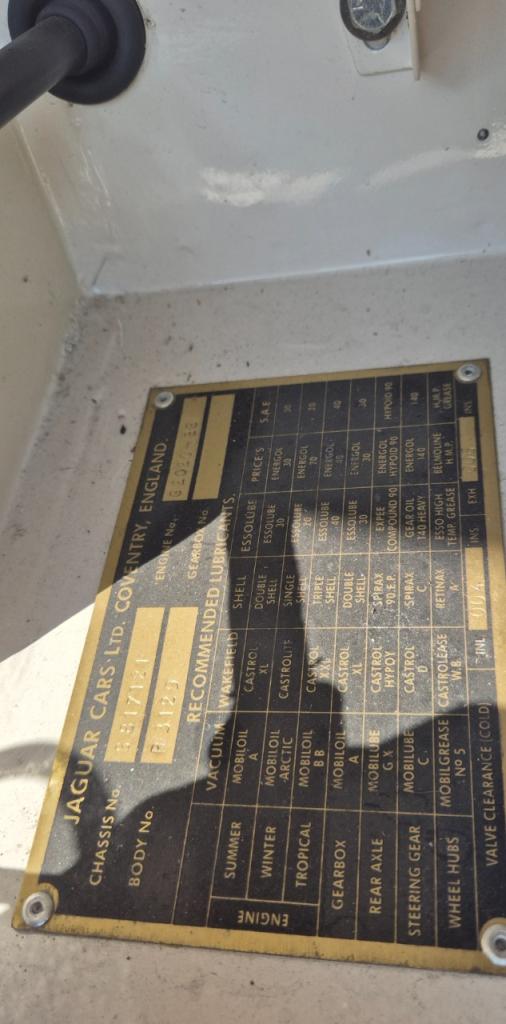 JAGUAR CARS, LTD. COVENTRY, ENGLAND.
CHASSIS No. ENGINE No.
BODY No. GEARBOX No.
RECOMMENDED LUBRICANTS.
VACUUM WAKEFIELD SHELL ESSOLUBE PRICE'S S.A.E
ENGINE
SUMMER MOBILOIL A CASTROL XL DOUBLE SHELL ESSOLUBE 30 ENERGOL 30 30
WINTER MOBILOIL ARCTIC CASTROLITE SINGLE SHELL ESSOLUBE 20 ENERGOL 20 20
TROPICAL MOBILOIL BB CASTROL TRIPLE SHELL ESSOLUBE 40 ENERGOL 40 40
GEARBOX MOBILOIL A CASTROL XL DOUBLE SHELL ESSOLUBE 30 ENERGOL 30 30
REAR AXLE MOBILUBE GX CASTROL HYPOY SPIRAX 90.E.P. EXPEE COMPOUND 90 ENERGOL HYPOID 90 HYPOID 90
STEERING GEAR MOBILUBE C CASTROL D SPIRAX C GEAR OIL 140 HEAVY ENERGOL 140 140
WHEEL HUBS MOBILGREASE No 5 CASTROLEASE W.B. RETINAX A ESSO HIGH TEMP. GREASE BELMOLINE H.M.P. H.M.P. GREASE
VALVE CLEARANCE (COLD) INL .004 INS. EXH INS